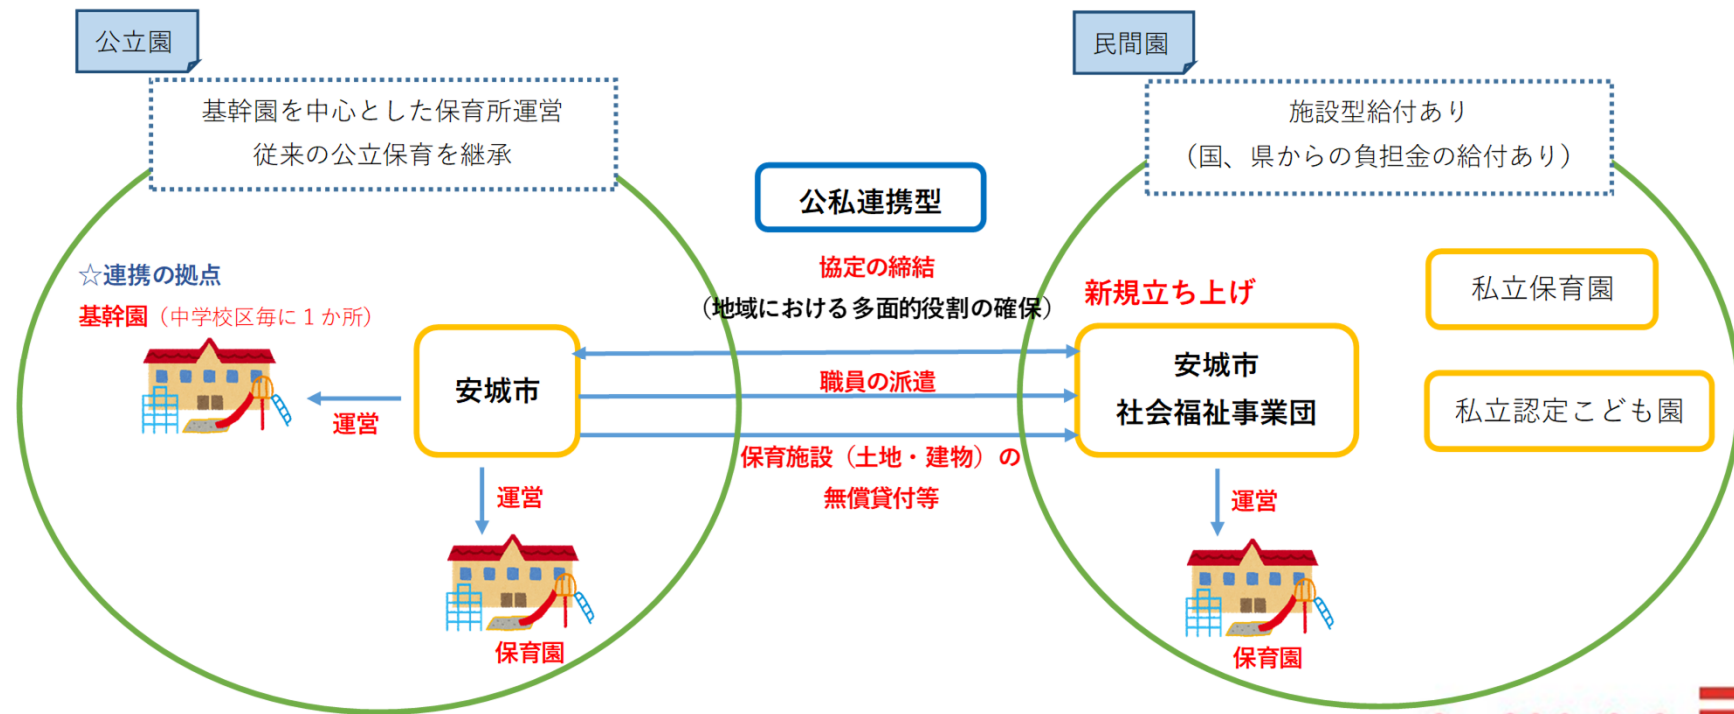 公立園
基幹園を中心とした保育所運営
従来の公立保育を継承
☆連携の拠点
基幹園（中学校区毎に１か所）
運営
安城市
運営
保育園
公私連携型
協定の締結
（地域における多面的役割の確保）
職員の派遣
保育施設（土地・建物）の
無償貸付等
民間園
施設型給付あり
（国、県からの負担金の給付あり）
新規立ち上げ
安城市
社会福祉事業団
運営
保育園
私立保育園
私立認定こども園